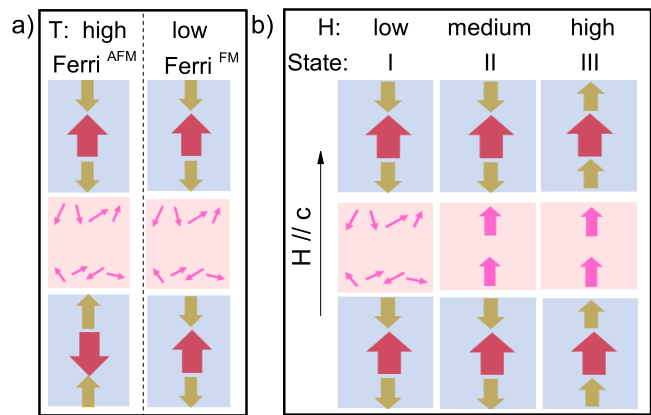 a)
T: high low
Ferri AFM Ferri FM
b)
H: low medium high
State: I II III
H // c